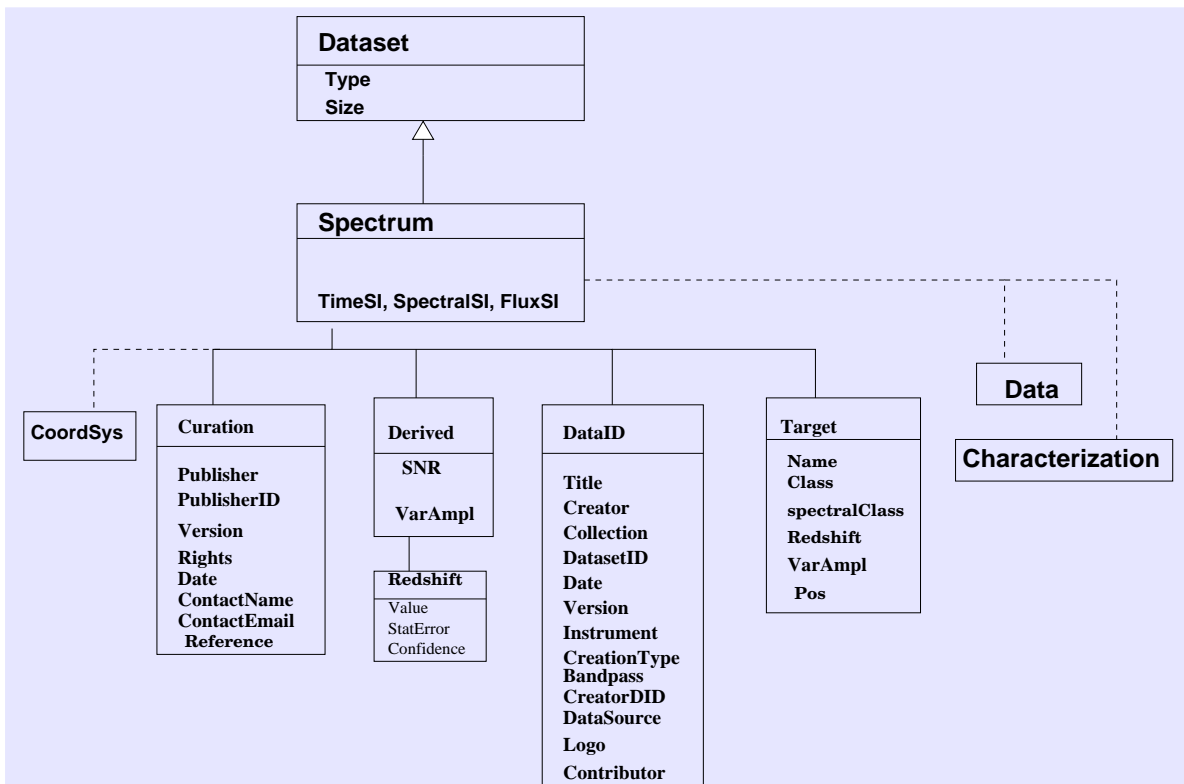 Dataset
Type
Size
Spectrum
TimeSI, SpectralSI, FluxSI
CoordSys
Curation
Publisher
PublisherID
Version
Rights
Date
ContactName
ContactEmail
Reference
Derived
SNR
VarAmpl
Redshift
Value
StatError
Confidence
DataID
Title
Creator
Collection
DatasetID
Date
Version
Instrument
CreationType
Bandpass
CreatorDID
DataSource
Logo
Contributor
Target
Name
Class
spectralClass
Redshift
VarAmpl
Pos
Data
Characterization